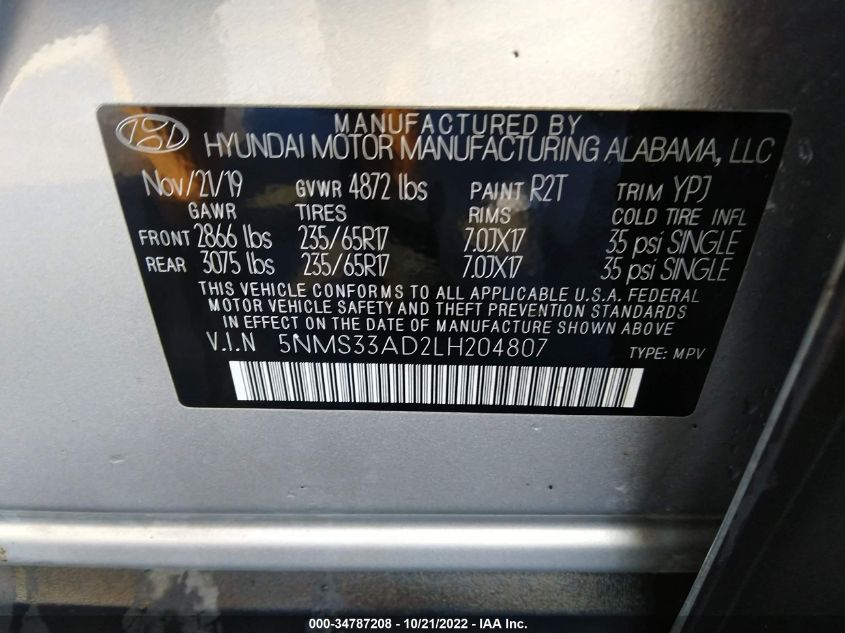 MANUFACTURED BY
HYUNDAI MOTOR MANUFACTURING ALABAMA, LLC
Nov/21/19 GVWR 4872 lbs PAINT R2T TRIM YPJ
GAWR TIRES RIMS COLD TIRE INFL
FRONT 2866 lbs 235/65R17 7.0JX17 35 psi SINGLE
REAR 3075 lbs 235/65R17 7.0JX17 35 psi SINGLE
THIS VEHICLE CONFORMS TO ALL APPLICABLE U.S.A. FEDERAL
MOTOR VEHICLE SAFETY AND THEFT PREVENTION STANDARDS
IN EFFECT ON THE DATE OF MANUFACTURE SHOWN ABOVE.
V.I.N 5NMS33AD2LH204807 TYPE: MPV
000-34787208 - 10/21/2022 - IAA Inc.